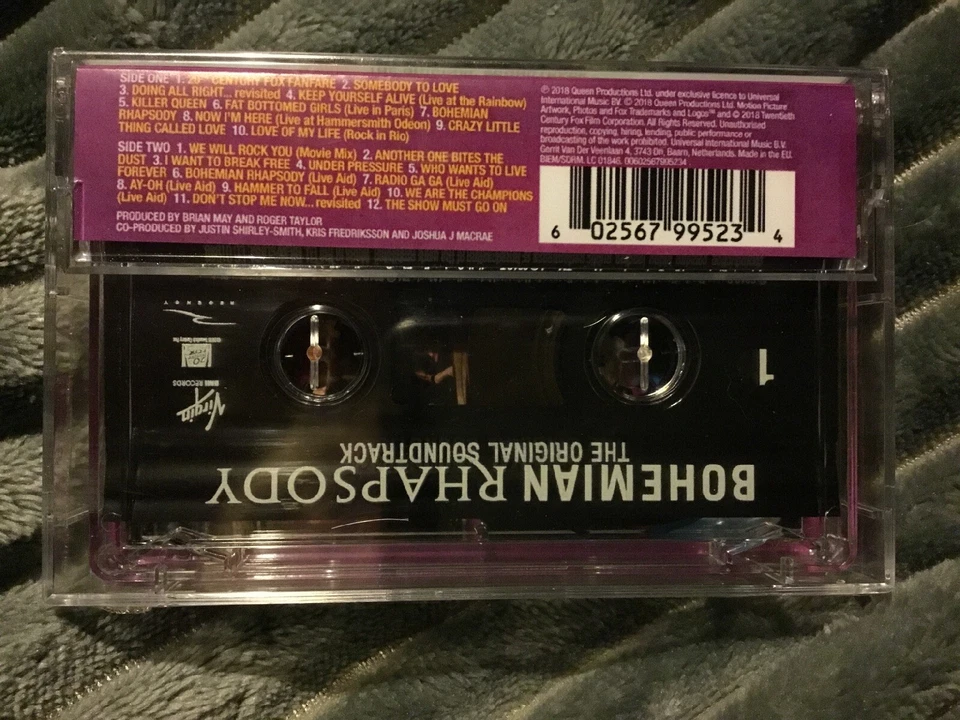 SIDE ONE 1. 20TH CENTURY FOX FANFARE 2. SOMEBODY TO LOVE
3. DOING ALL RIGHT... revisited 4. KEEP YOURSELF ALIVE (Live at the Rainbow)
5. KILLER QUEEN 6. FAT BOTTOMED GIRLS (Live in Paris) 7. BOHEMIAN
RHAPSODY 8. NOW I'M HERE (Live at Hammersmith Odeon) 9. CRAZY LITTLE
THING CALLED LOVE 10. LOVE OF MY LIFE (Rock in Rio)
SIDE TWO 1. WE WILL ROCK YOU (Movie Mix) 2. ANOTHER ONE BITES THE
DUST 3. I WANT TO BREAK FREE 4. UNDER PRESSURE 5. WHO WANTS TO LIVE
FOREVER 6. BOHEMIAN RHAPSODY (Live Aid) 7. RADIO GA GA (Live Aid)
8. AY-OH (Live Aid) 9. HAMMER TO FALL (Live Aid) 10. WE ARE THE CHAMPIONS
(Live Aid) 11. DON'T STOP ME NOW... revisited 12. THE SHOW MUST GO ON
PRODUCED BY BRIAN MAY AND ROGER TAYLOR
CO-PRODUCED BY JUSTIN SHIRLEY-SMITH, KRIS FREDRIKSSON AND JOSHUA J MACRAE
℗ 2018 Queen Productions Ltd. under exclusive licence to Universal
International Music BV. © 2018 Queen Productions Ltd. Motion Picture
Artwork, Photos and Fox Trademarks and Logos™ and © 2018 Twentieth
Century Fox Film Corporation. All Rights Reserved. Unauthorised
reproduction, copying, hiring, lending, public performance or
broadcasting of the work prohibited. Universal International Music B.V.
Gerrit Van Der Veenlaan 4, 3743 Dn, Baarn, Netherlands. Made in the EU.
BIEM/SDRM. LC 01846. 00602567995234
6 02567 99523 4
1
REGENCY
Virgin
EMI RECORDS
THE ORIGINAL SOUNDTRACK
BOHEMIAN RHAPSODY